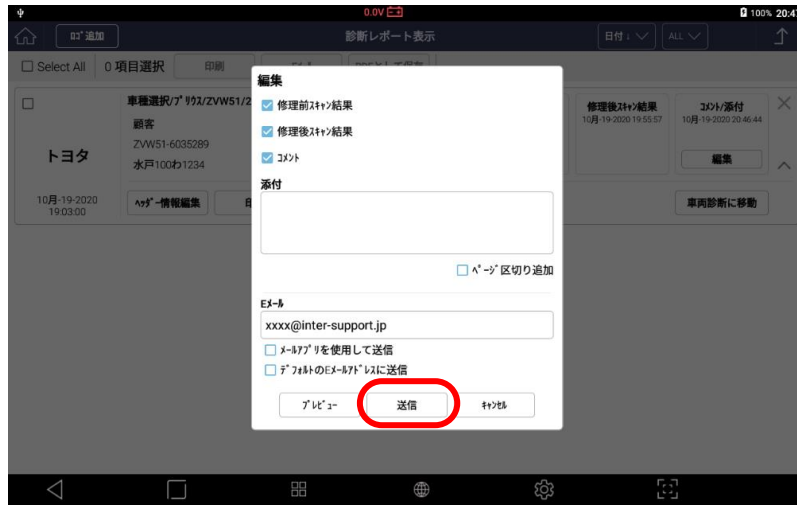 0.0V
100% 20:47
ﾛｺﾞ追加
診断レポート表示
日付↓
ALL
Select All
0 項目選択
印刷
編集
車種選択/ﾌﾟﾘｳｽ/ZVW51/2
顧客
ZVW51-6035289
水戸100わ1234
トヨタ
10月-19-2020
19:03:00
ﾍｯﾀﾞｰ情報編集
修理前ｽｷｬﾝ結果
修理後ｽｷｬﾝ結果
ｺﾒﾝﾄ
添付
ﾍﾟｰｼﾞ区切り追加
Eﾒｰﾙ
xxxx@inter-support.jp
ﾒｰﾙｱﾌﾟﾘを使用して送信
ﾃﾞﾌｫﾙﾄのEﾒｰﾙｱﾄﾞﾚｽに送信
ﾌﾟﾚﾋﾞｭｰ
送信
ｷｬﾝｾﾙ
修理後ｽｷｬﾝ結果
10月-19-2020 19:55:57
ｺﾒﾝﾄ/添付
10月-19-2020 20:46:44
編集
車両診断に移動